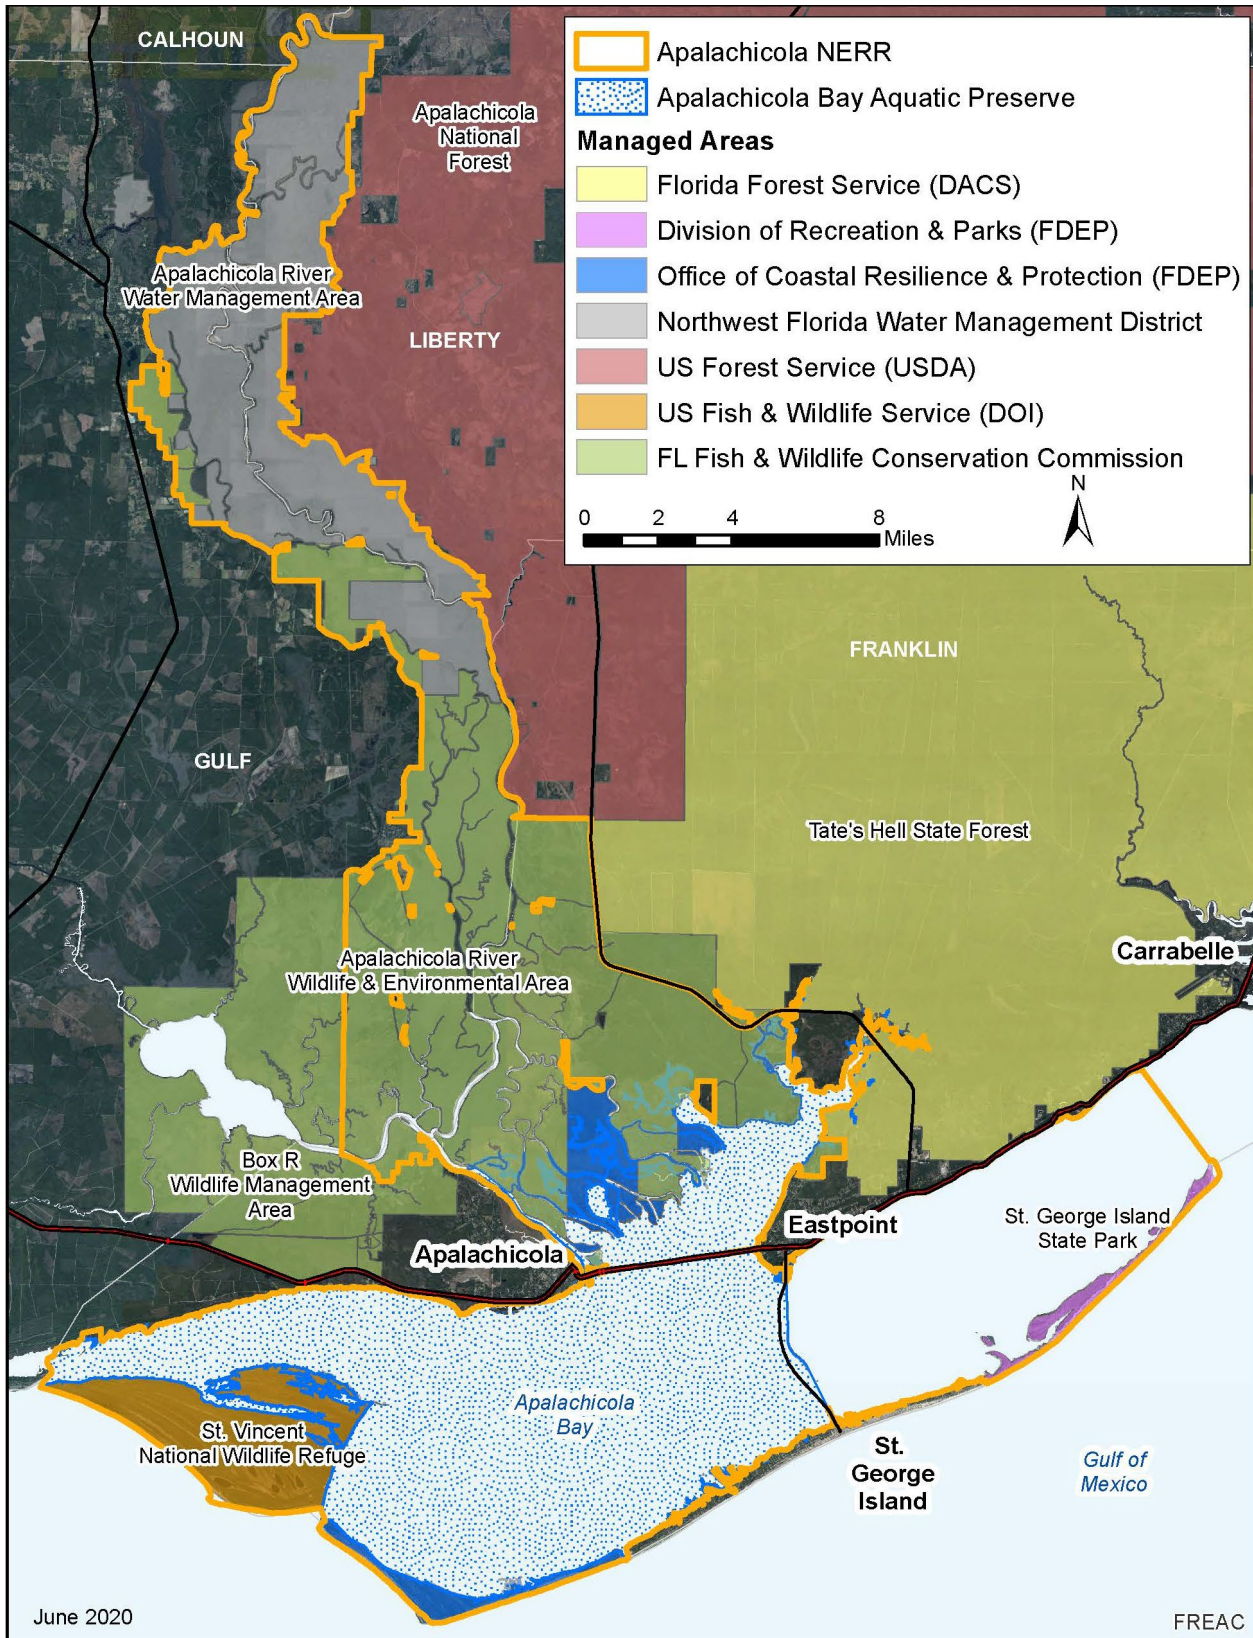 CALHOUN
Apalachicola
National
Forest
Apalachicola NERR
Apalachicola Bay Aquatic Preserve
Managed Areas
Florida Forest Service (DACS)
Division of Recreation & Parks (FDEP)
Office of Coastal Resilience & Protection (FDEP)
Northwest Florida Water Management District
US Forest Service (USDA)
US Fish & Wildlife Service (DOI)
FL Fish & Wildlife Conservation Commission
N
0 2 4 8
Miles
Apalachicola River
Water Management Area
LIBERTY
FRANKLIN
GULF
Tate's Hell State Forest
Carrabelle
Apalachicola River
Wildlife & Environmental Area
Box R
Wildlife Management
Area
Apalachicola
Eastpoint
St. George Island
State Park
Apalachicola
Bay
St. Vincent
National Wildlife Refuge
St.
George
Island
Gulf of
Mexico
June 2020
FREAC